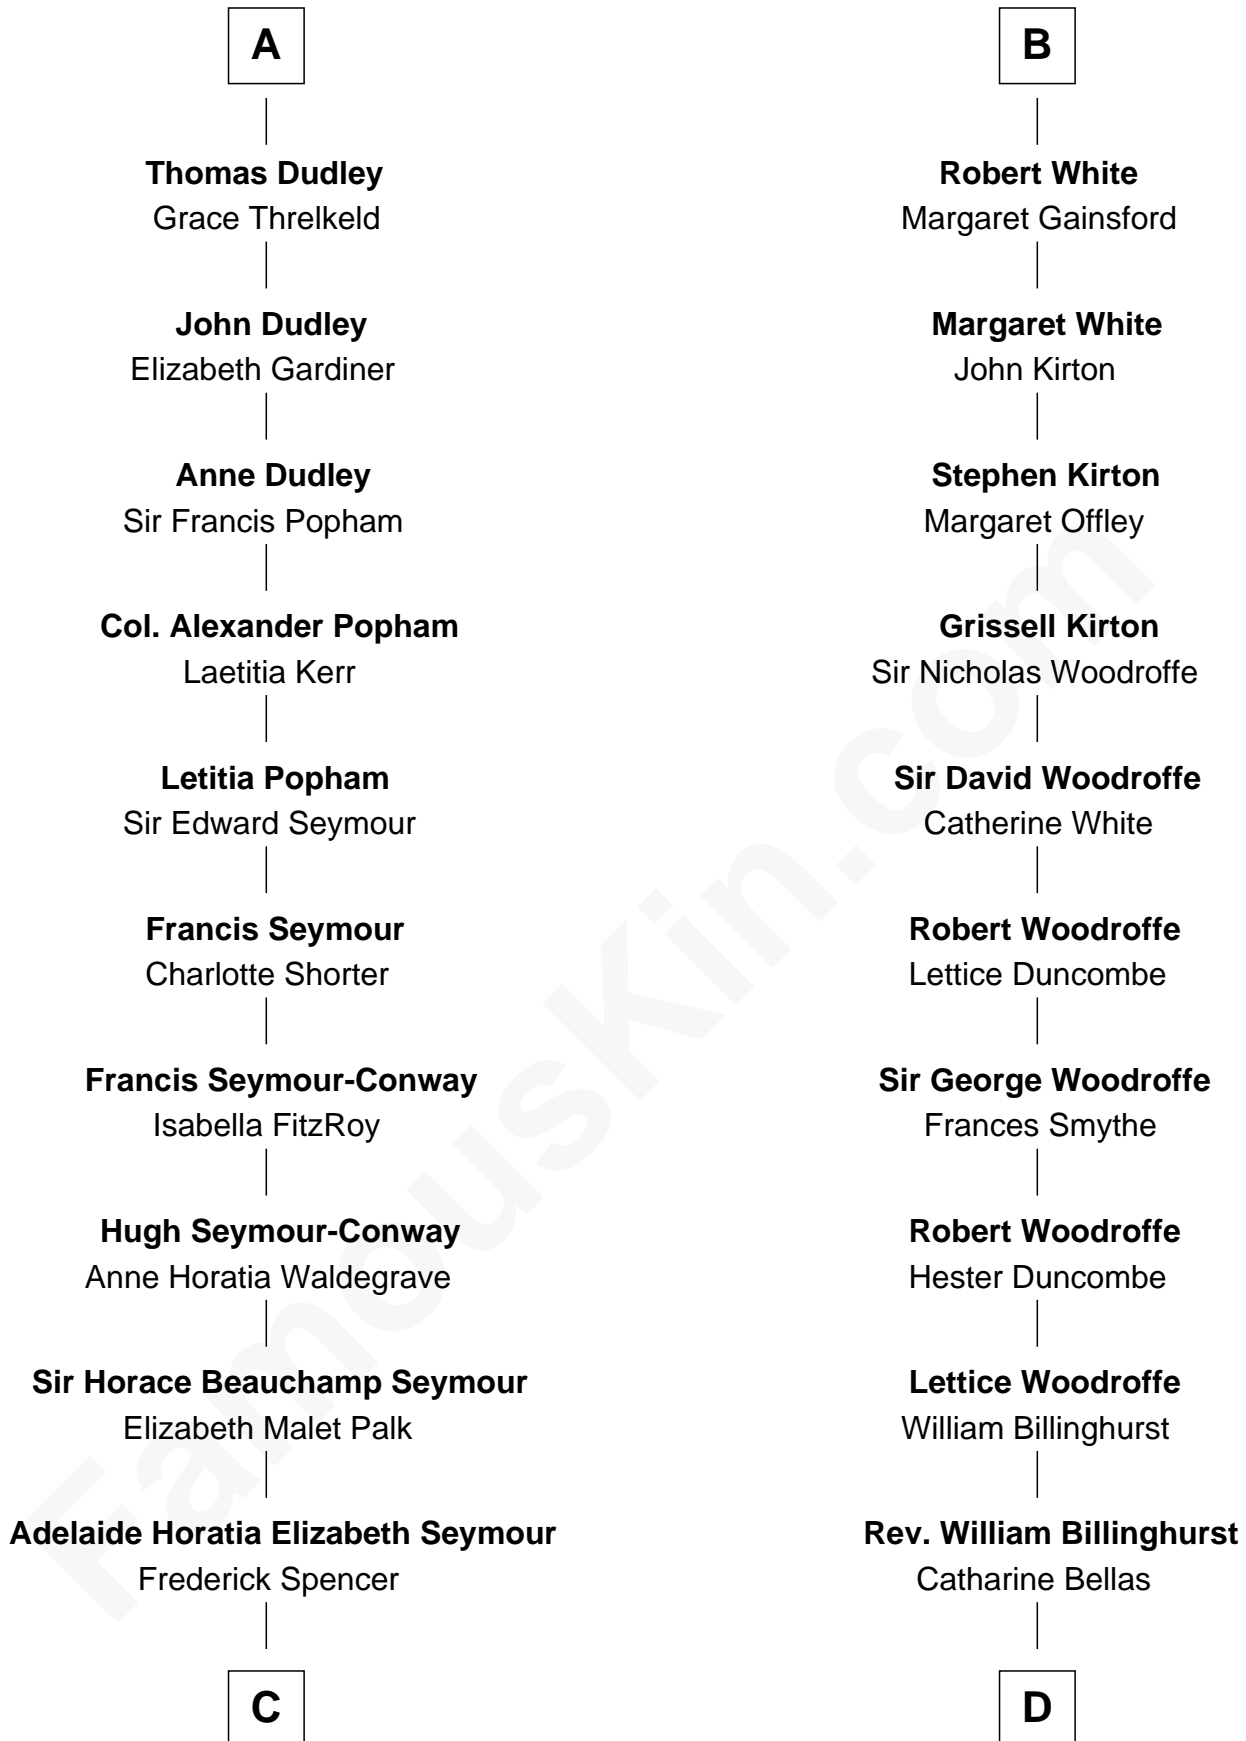 A
Thomas Dudley
Grace Threlkeld
John Dudley
Elizabeth Gardiner
Anne Dudley
Sir Francis Popham
Col. Alexander Popham
Laetitia Kerr
Letitia Popham
Sir Edward Seymour
Francis Seymour
Charlotte Shorter
Francis Seymour-Conway
Isabella FitzRoy
Hugh Seymour-Conway
Anne Horatia Waldegrave
Sir Horace Beauchamp Seymour
Elizabeth Malet Palk
Adelaide Horatia Elizabeth Seymour
Frederick Spencer
C
B
Robert White
Margaret Gainsford
Margaret White
John Kirton
Stephen Kirton
Margaret Offley
Grissell Kirton
Sir Nicholas Woodroffe
Sir David Woodroffe
Catherine White
Robert Woodroffe
Lettice Duncombe
Sir George Woodroffe
Frances Smythe
Robert Woodroffe
Hester Duncombe
Lettice Woodroffe
William Billinghurst
Rev. William Billinghurst
Catharine Bellas
D
FamousKin.com